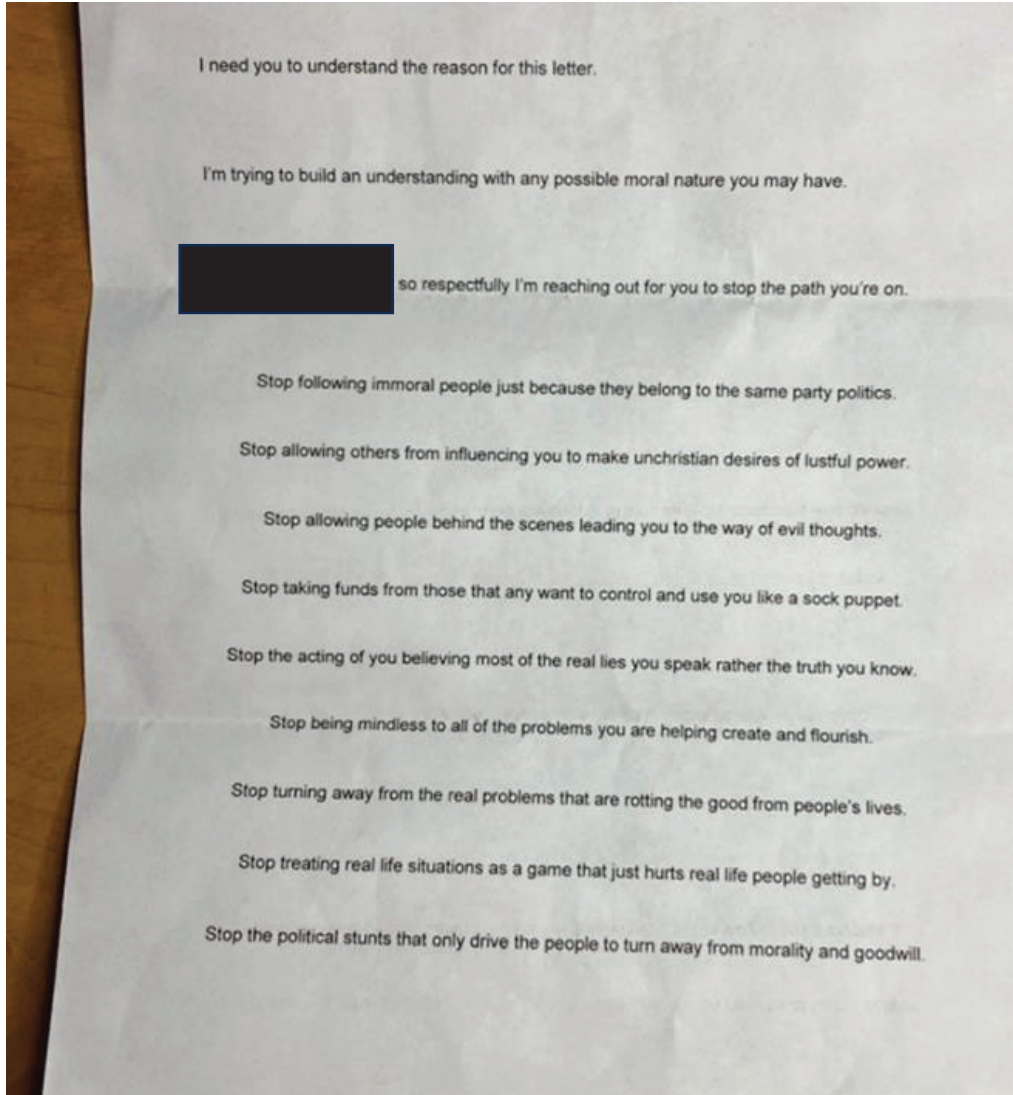 I need you to understand the reason for this letter.
I'm trying to build an understanding with any possible moral nature you may have.
so respectfully I'm reaching out for you to stop the path you're on.
Stop following immoral people just because they belong to the same party politics.
Stop allowing others from influencing you to make unchristian desires of lustful power.
Stop allowing people behind the scenes leading you to the way of evil thoughts.
Stop taking funds from those that any want to control and use you like a sock puppet.
Stop the acting of you believing most of the real lies you speak rather the truth you know.
Stop being mindless to all of the problems you are helping create and flourish.
Stop turning away from the real problems that are rotting the good from people's lives.
Stop treating real life situations as a game that just hurts real life people getting by.
Stop the political stunts that only drive the people to turn away from morality and goodwill.